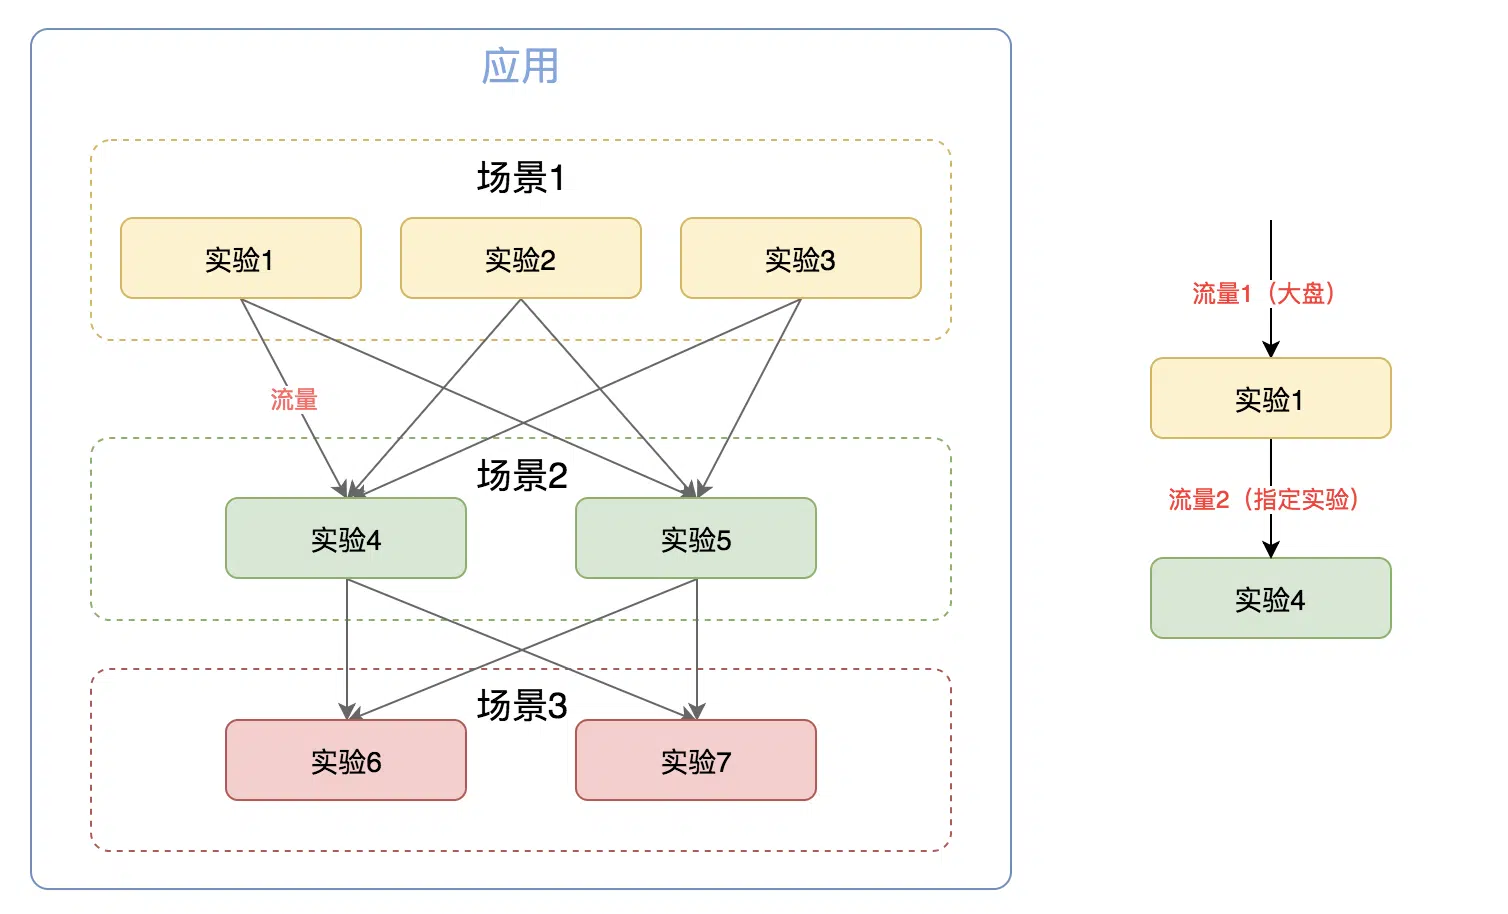 应用
场景1
实验1
实验2
实验3
流量
场景2
实验4
实验5
场景3
实验6
实验7
流量1（大盘）
实验1
流量2（指定实验）
实验4